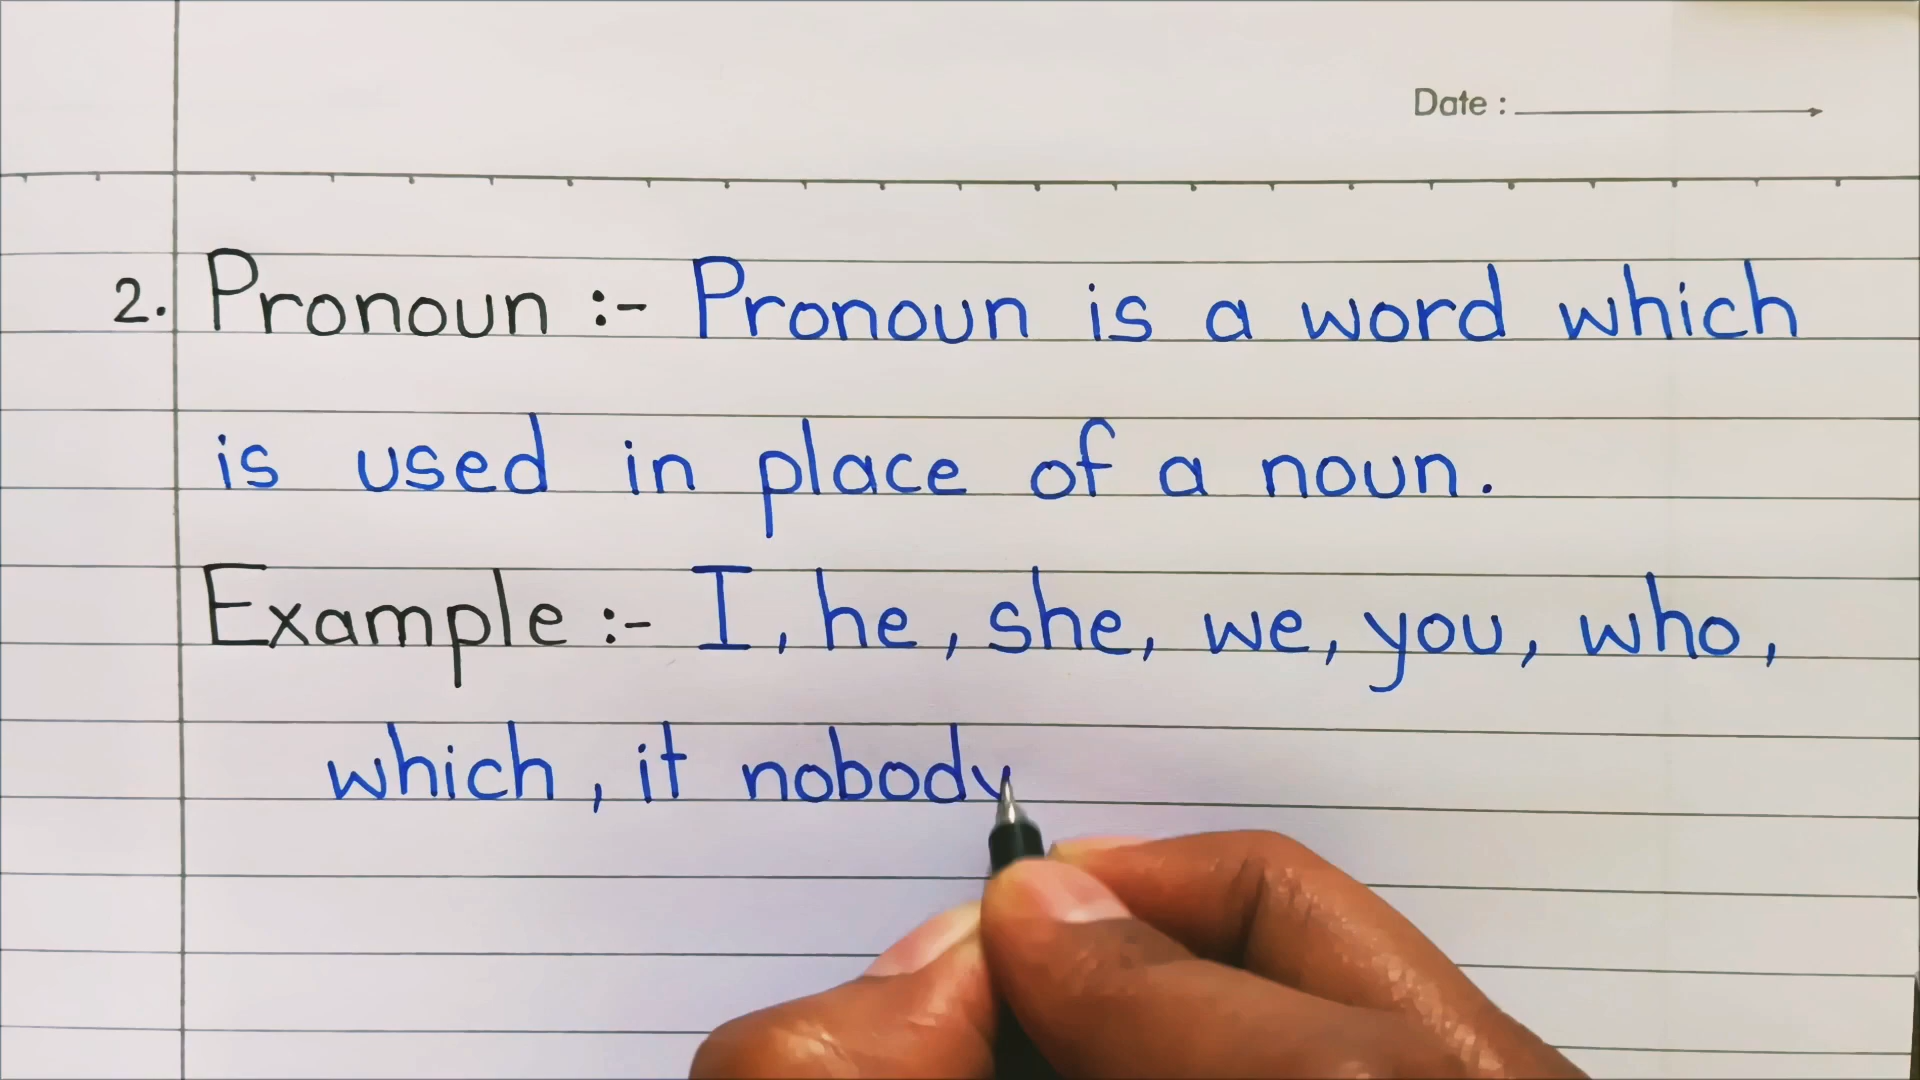 Date :
2. Pronoun :- Pronoun is a word which
is used in place of a noun.
Example :- I, he, she, we, you, who,
which, it nobody